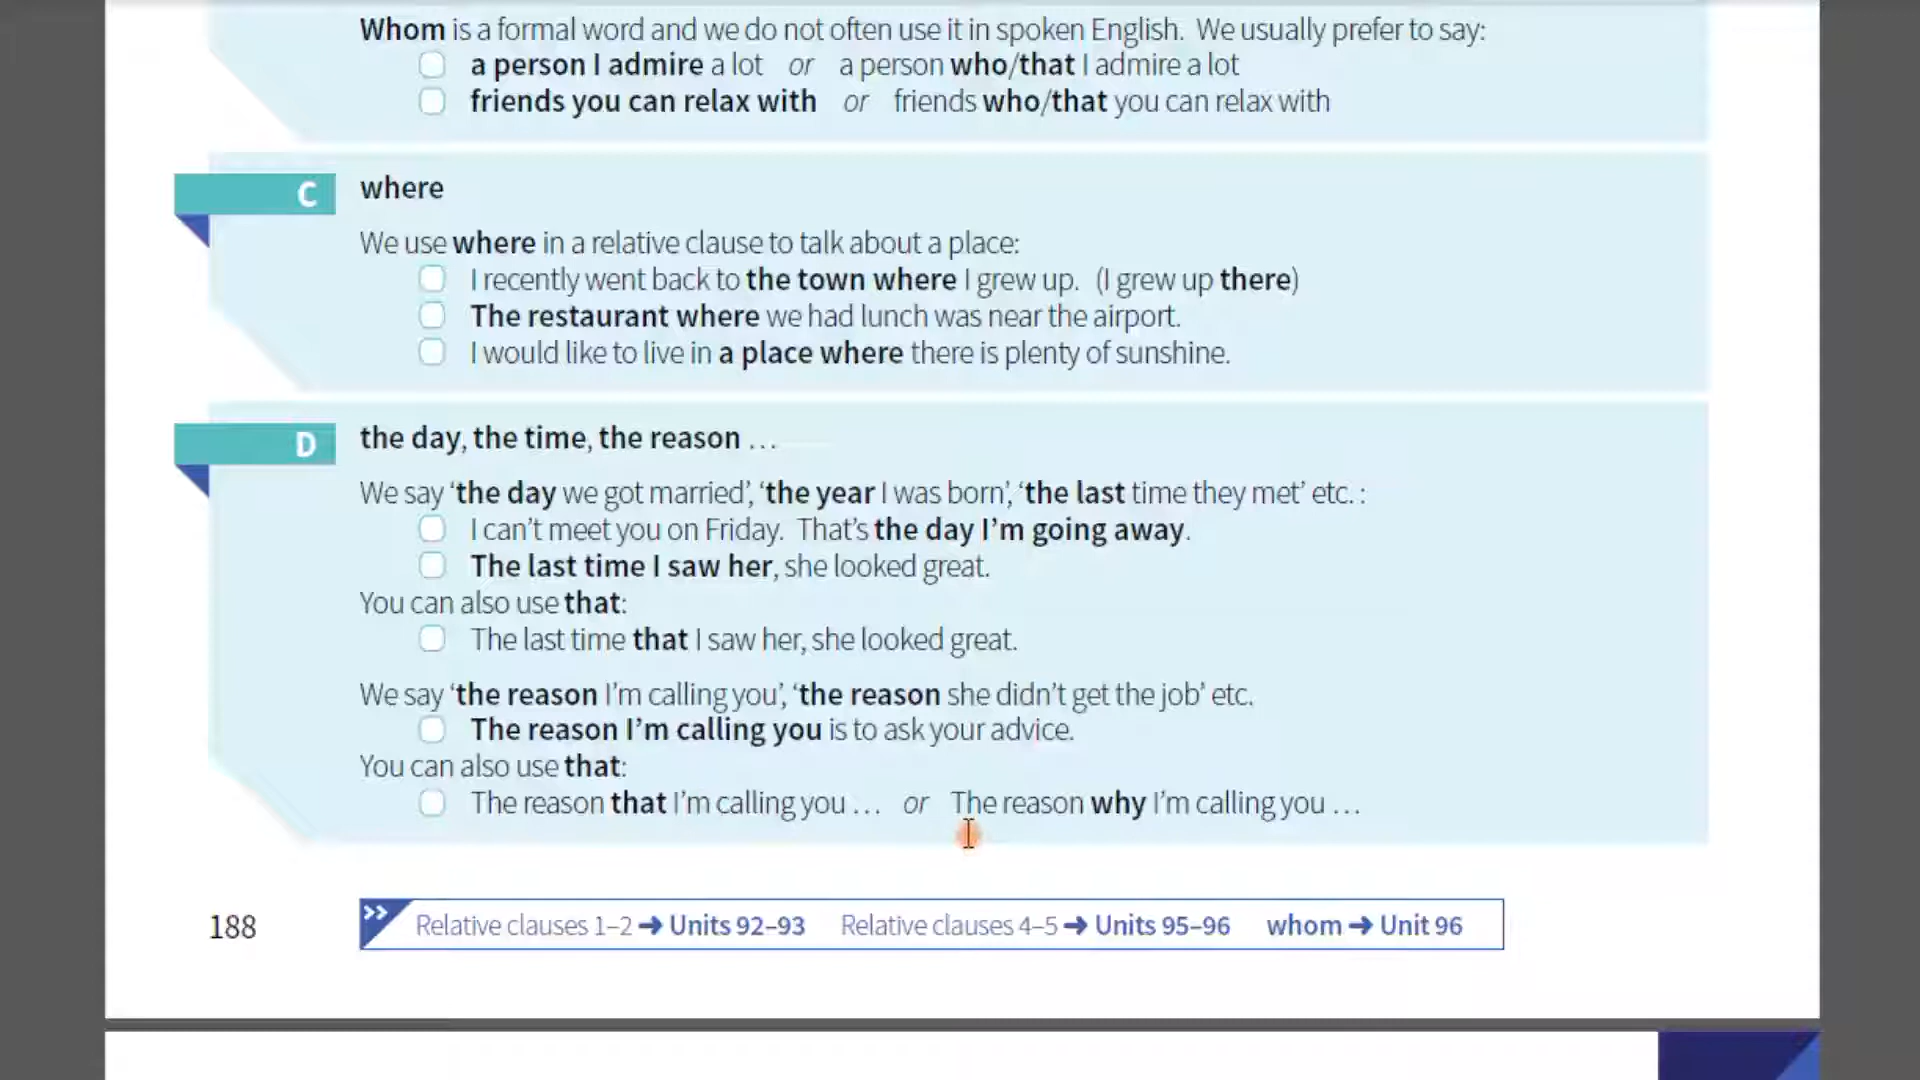 Whom is a formal word and we do not often use it in spoken English. We usually prefer to say:
a person I admire a lot or a person who/that I admire a lot
friends you can relax with or friends who/that you can relax with
C where
We use where in a relative clause to talk about a place:
I recently went back to the town where I grew up. (I grew up there)
The restaurant where we had lunch was near the airport.
I would like to live in a place where there is plenty of sunshine.
D the day, the time, the reason …
We say ‘the day we got married’, ‘the year I was born’, ‘the last time they met’ etc. :
I can’t meet you on Friday. That’s the day I’m going away.
The last time I saw her, she looked great.
You can also use that:
The last time that I saw her, she looked great.
We say ‘the reason I’m calling you’, ‘the reason she didn’t get the job’ etc.
The reason I’m calling you is to ask your advice.
You can also use that:
The reason that I’m calling you … or The reason why I’m calling you …
188 Relative clauses 1–2 ➜ Units 92–93 Relative clauses 4–5 ➜ Units 95–96 whom ➜ Unit 96